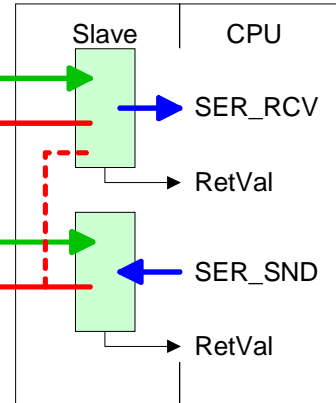 Slave CPU
SER_RCV
RetVal
SER_SND
RetVal